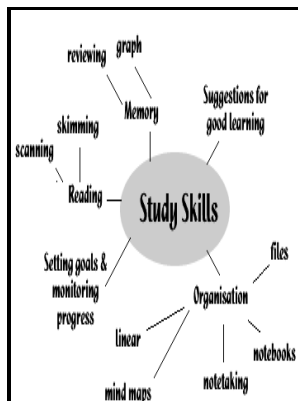 graph
reviewing
Memory
Suggestions for
good learning
skimming
scanning
Reading
Study Skills
Setting goals &
monitoring
progress
files
Organisation
linear
notebooks
notetaking
mind maps